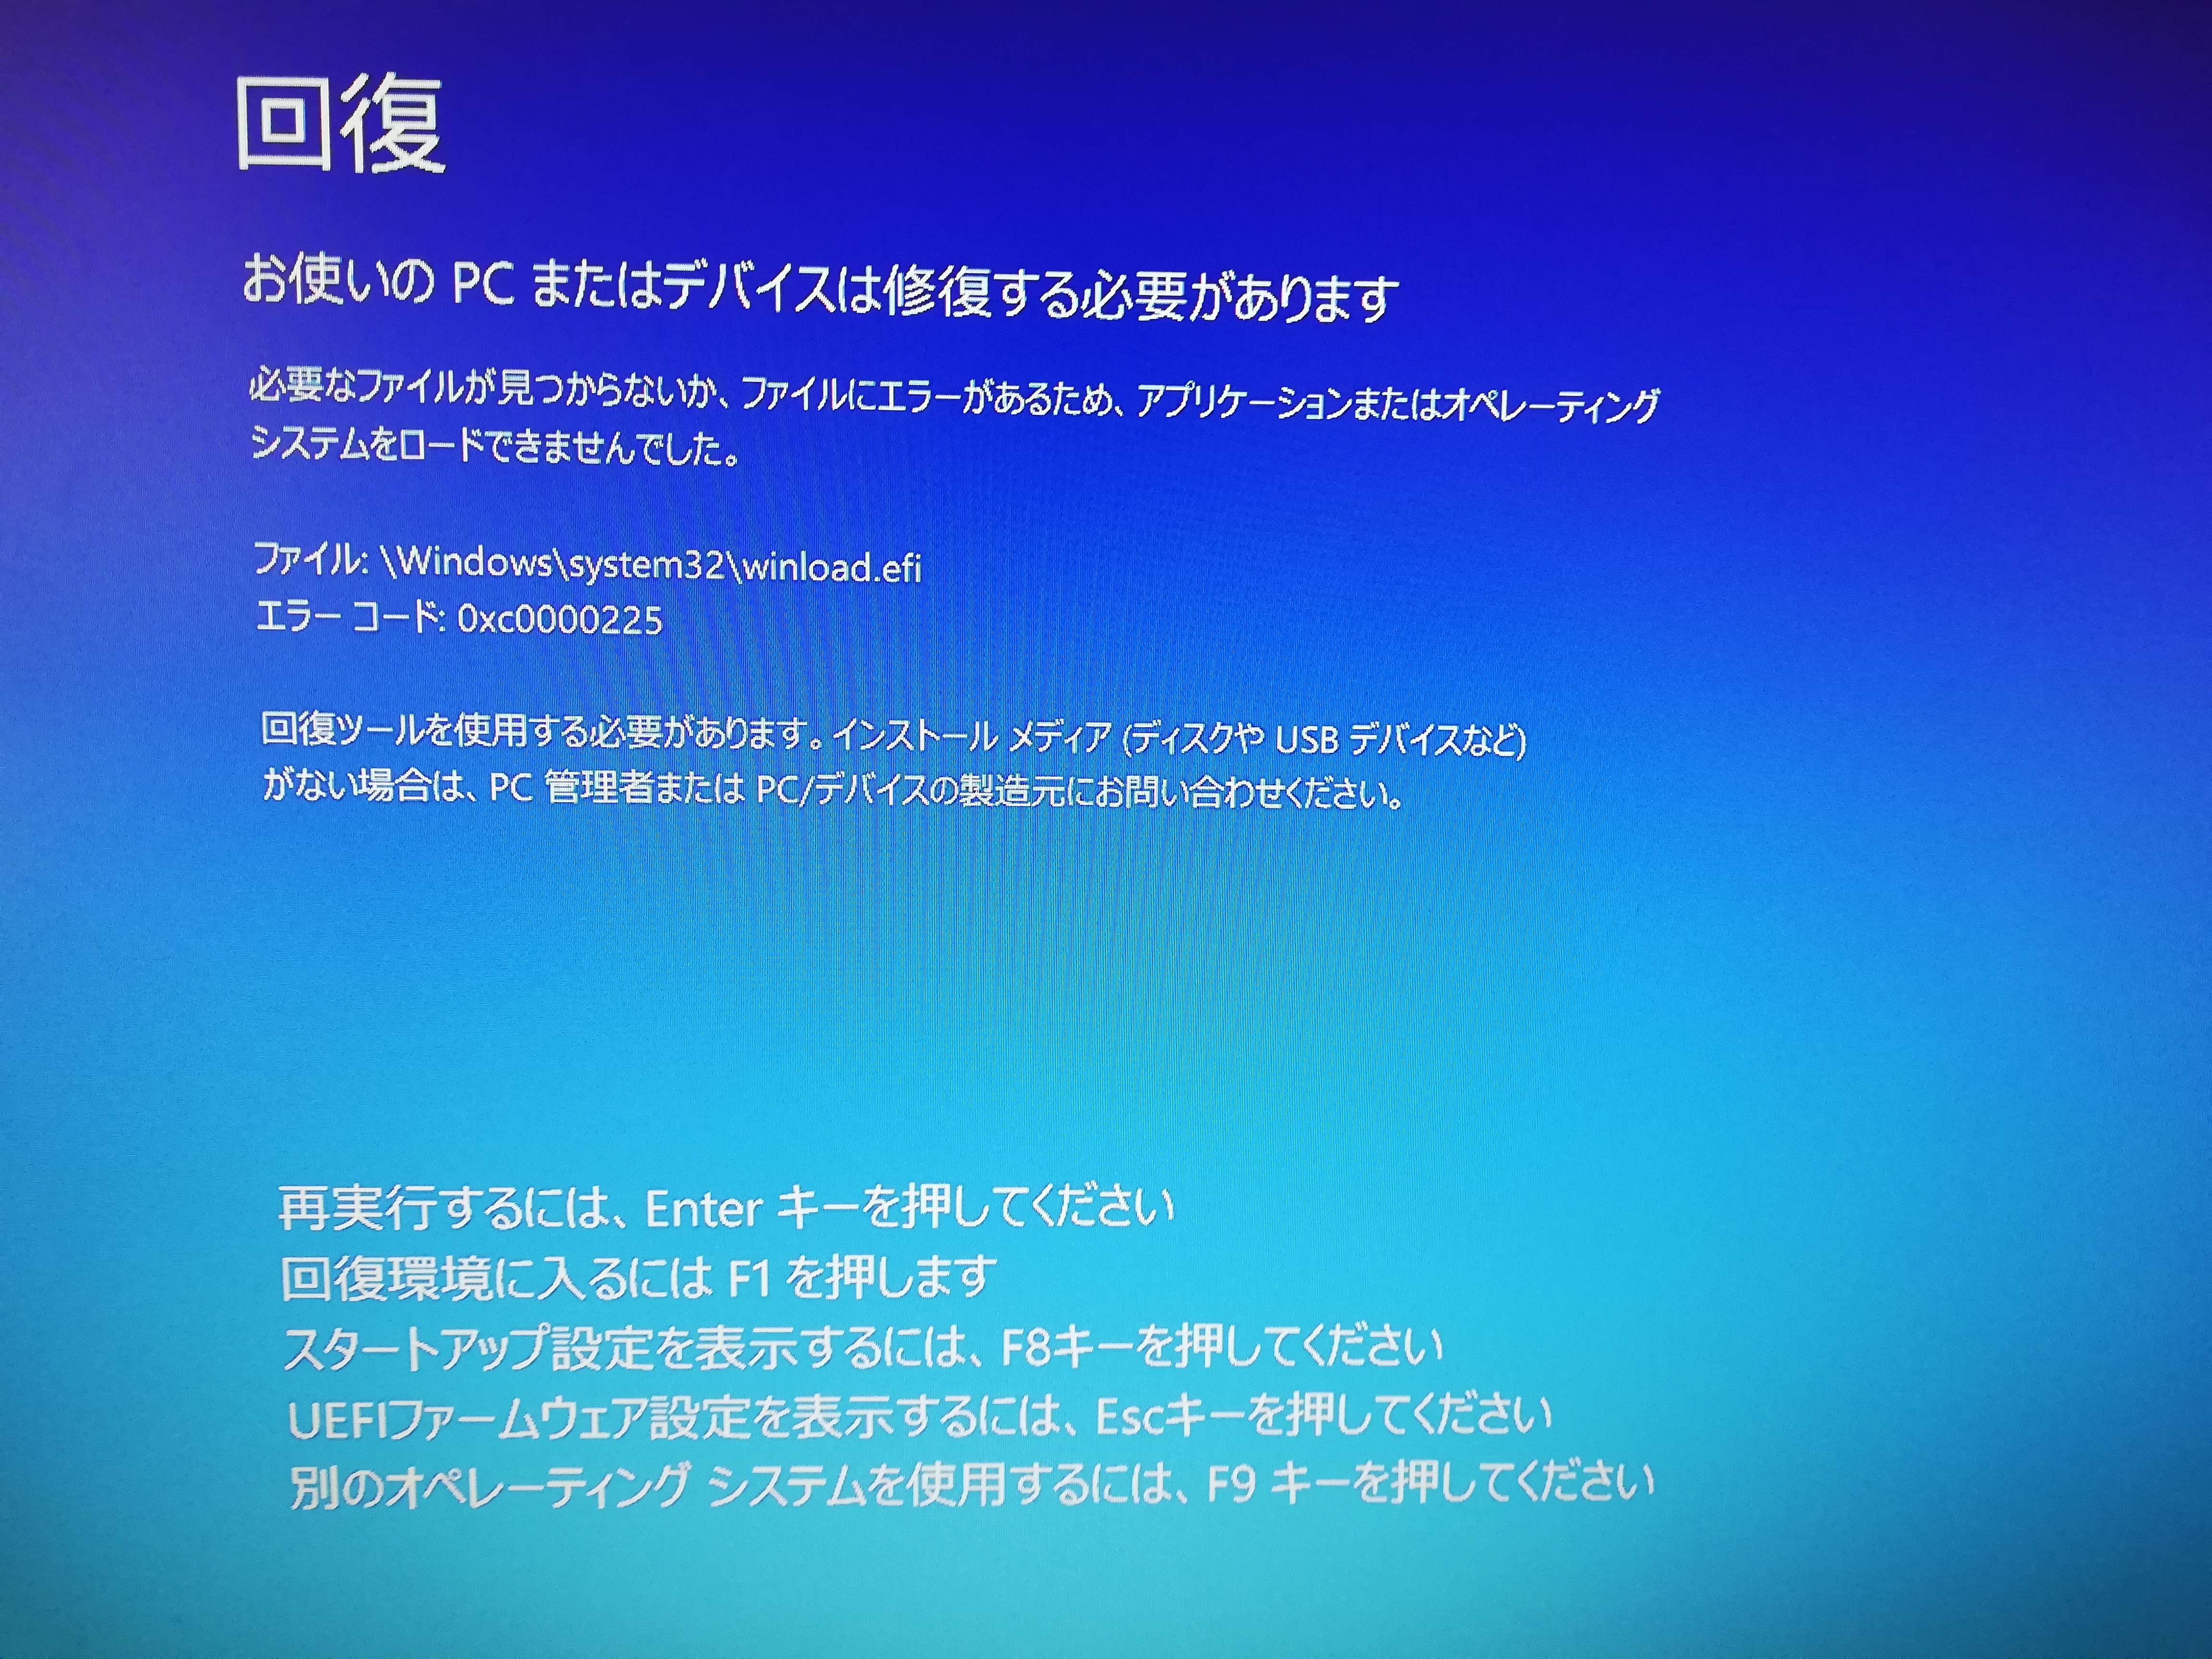 回復
お使いの PC またはデバイスは修復する必要があります
必要なファイルが見つからないか、ファイルにエラーがあるため、アプリケーションまたはオペレーティング
システムをロードできませんでした。
ファイル: \Windows\system32\winload.efi
エラー コード: 0xc0000225
回復ツールを使用する必要があります。インストール メディア (ディスクや USB デバイスなど)
がない場合は、PC 管理者または PC/デバイスの製造元にお問い合わせください。
再実行するには、Enter キーを押してください
回復環境に入るには F1 を押します
スタートアップ設定を表示するには、F8キーを押してください
UEFIファームウェア設定を表示するには、Escキーを押してください
別のオペレーティング システムを使用するには、F9 キーを押してください